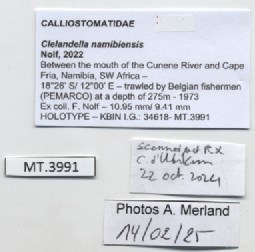 CALLIOSTOMATIDAE
Clelandella namibiensis
Nolf, 2022
Between the mouth of the Cunene River and Cape
Fria, Namibia, SW Africa –
18°26' S/ 12°00' E – trawled by Belgian fishermen
(PEMARCO) at a depth of 275m - 1973
Ex coll. F. Nolf – 10.95 mm/ 9.41 mm
HOLOTYPE – KBIN I.G.: 34618- MT.3991
MT.3991
scanned RX
22 oct. 2024
Photos A. Merland
14/02/25